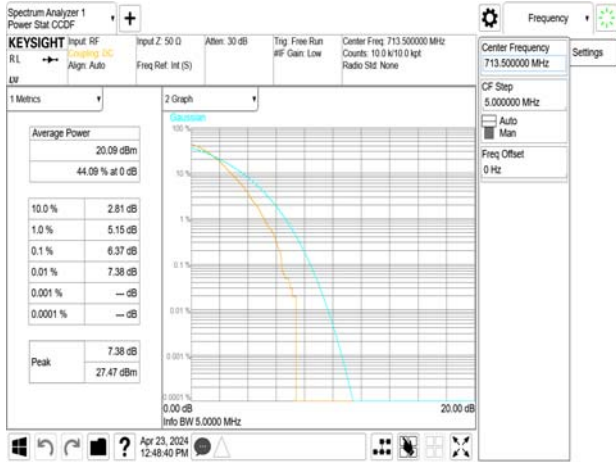 Spectrum Analyzer 1
Power Stat CCDF
Frequency
KEYSIGHT
Input: RF
Coupling: DC
Align: Auto
Input Z: 50 Ω
Freq Ref: Int (S)
Atten: 30 dB
Trig: Free Run
#IF Gain: Low
Center Freq: 713.500000 MHz
Counts: 10.0 k/10.0 kpt
Radio Std: None
R L
Center Frequency
713.500000 MHz
Settings
CF Step
5.000000 MHz
Auto
Man
Freq Offset
0 Hz
1 Metrics
2 Graph
Average Power
20.09 dBm
44.09 % at 0 dB
10.0 % 2.81 dB
1.0 % 5.15 dB
0.1 % 6.37 dB
0.01 % 7.38 dB
0.001 % --- dB
0.0001 % --- dB
Peak
7.38 dB
27.47 dBm
Gaussian
100 %
10 %
1 %
0.1 %
0.01 %
0.001 %
0.0001 %
0.00 dB 20.00 dB
Info BW 5.0000 MHz
Apr 23, 2024
12:48:40 PM